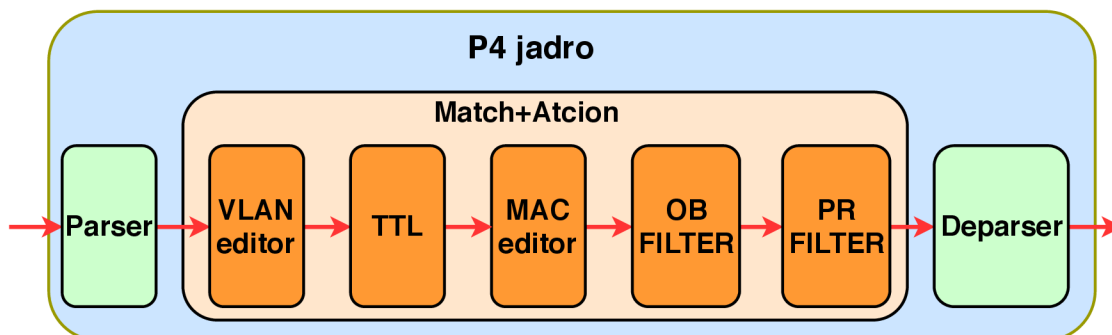 P4 jadro
Match+Atcion
Parser
VLAN
editor
TTL
MAC
editor
OB
FILTER
PR
FILTER
Deparser